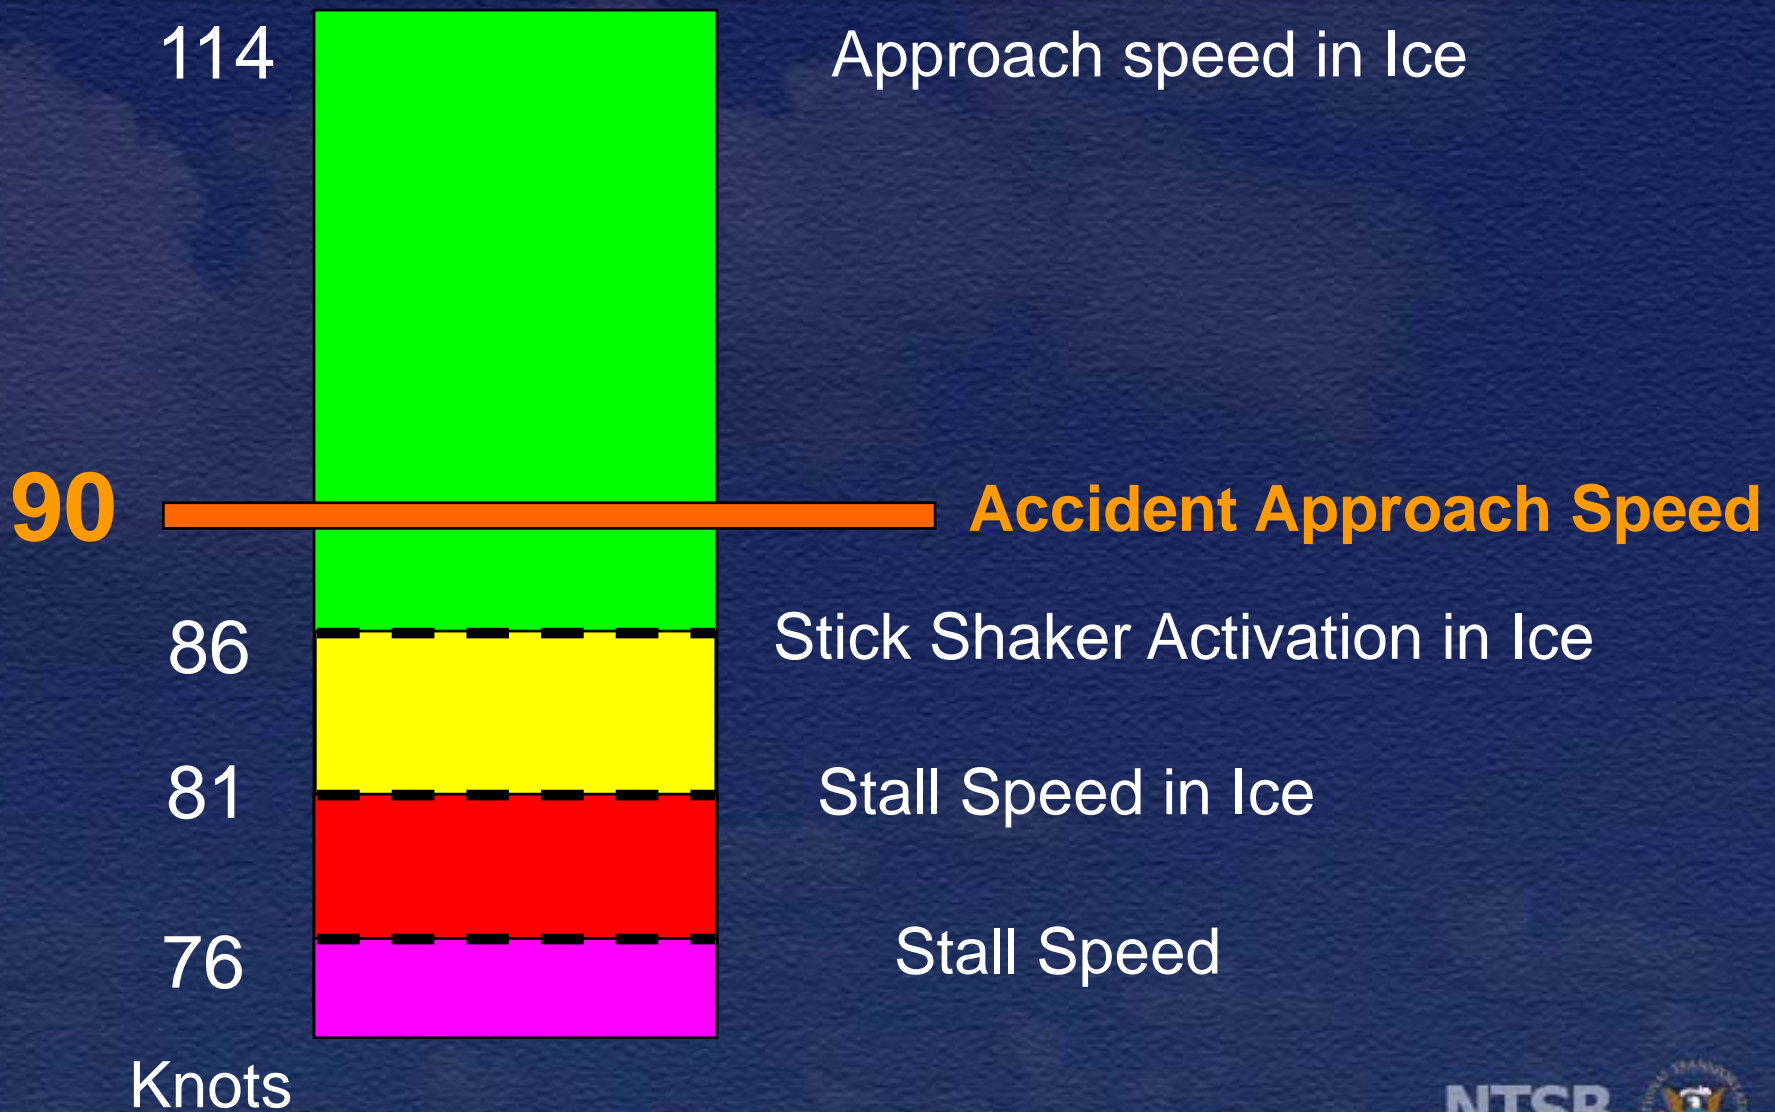 114 Approach speed in Ice
90 Accident Approach Speed
86 Stick Shaker Activation in Ice
81 Stall Speed in Ice
76 Stall Speed
Knots
NTSB